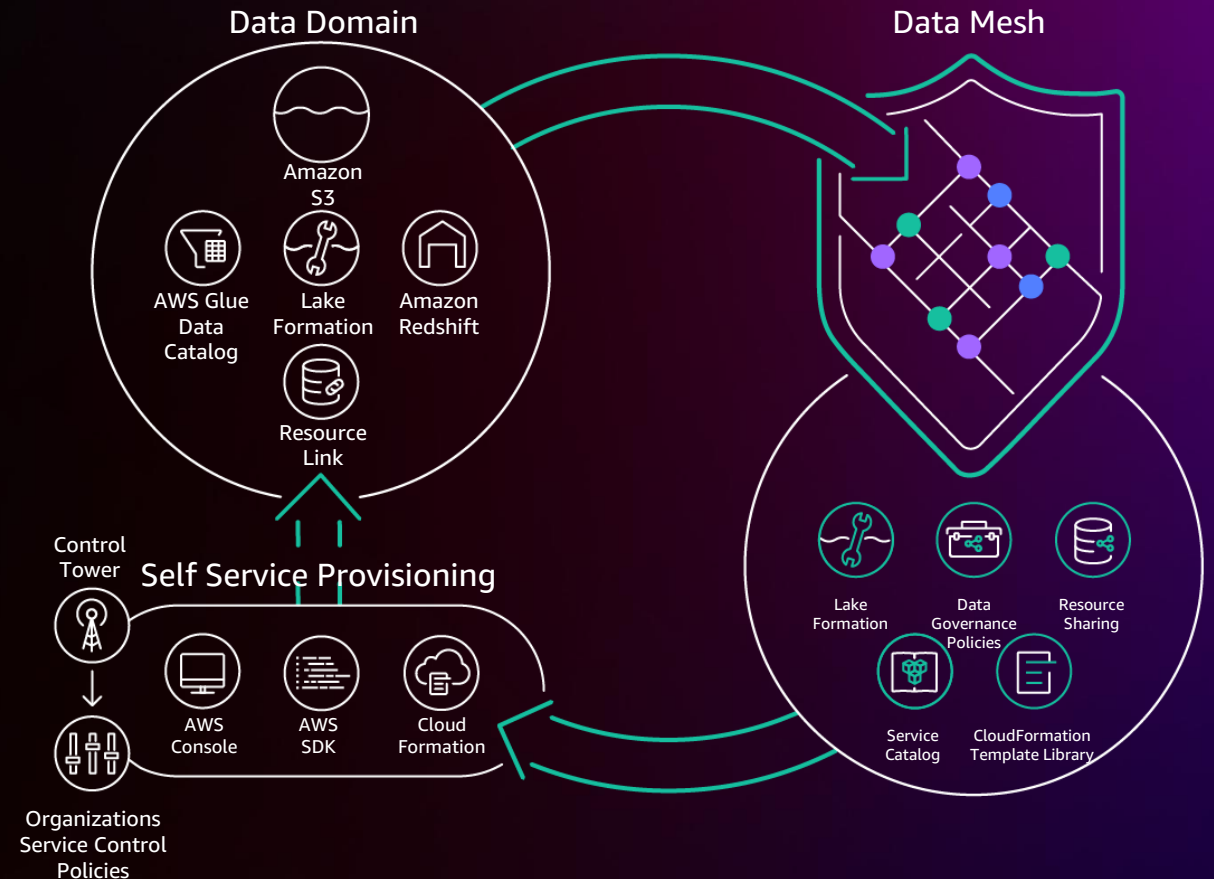 Data Domain
Amazon
S3
AWS Glue
Data
Catalog
Lake
Formation
Amazon
Redshift
Resource
Link
Data Mesh
Lake
Formation
Data
Governance
Policies
Resource
Sharing
Service
Catalog
CloudFormation
Template Library
Control
Tower
Self Service Provisioning
AWS
Console
AWS
SDK
Cloud
Formation
Organizations
Service Control
Policies